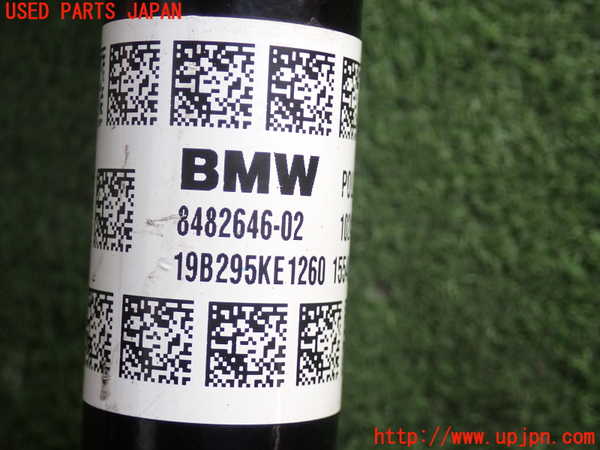 USED PARTS JAPAN
BMW
8482646-02
19B295KE1260
http://www.upjpn.com/